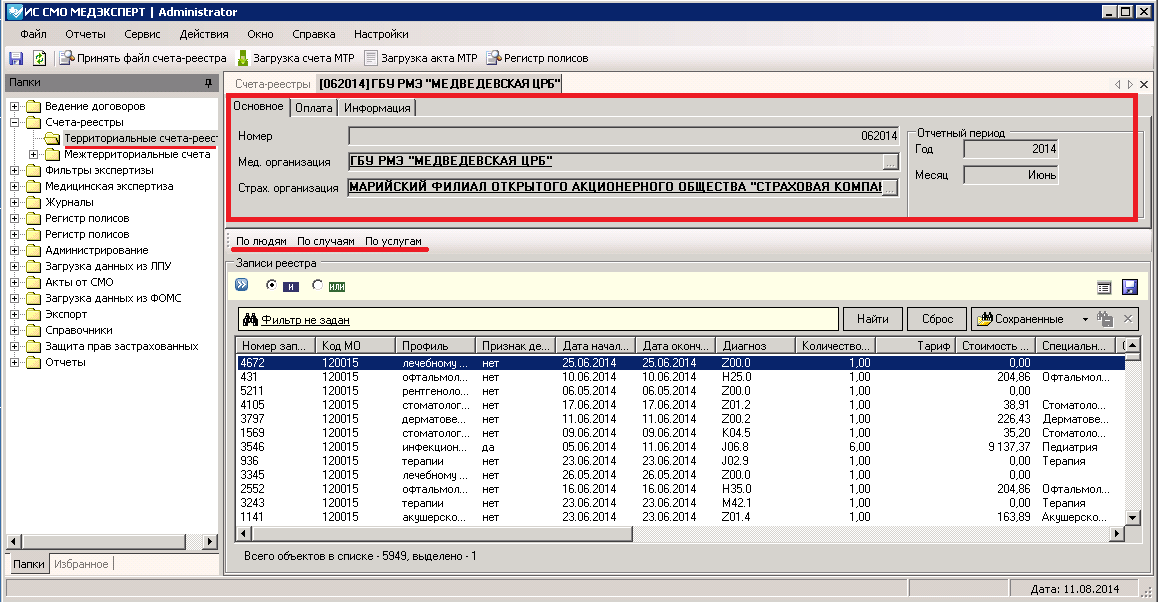 ИС СМО МЕДЭКСПЕРТ | Administrator
Файл Отчеты Сервис Действия Окно Справка Настройки
Принять файл счета-реестра Загрузка счета МТР Загрузка акта МТР Регистр полисов
Папки
Ведение договоров
Счета-реестры
Территориальные счета-реест
Межтерриториальные счета
Фильтры экспертизы
Медицинская экспертиза
Журналы
Регистр полисов
Регистр полисов
Администрирование
Загрузка данных из ЛПУ
Акты от СМО
Загрузка данных из ФОМС
Экспорт
Справочники
Защита прав застрахованных
Отчеты
Папки Избранное
Счета-реестры [062014] ГБУ РМЭ "МЕДВЕДЕВСКАЯ ЦРБ"
Основное Оплата Информация
Номер 062014
Мед. организация ГБУ РМЭ "МЕДВЕДЕВСКАЯ ЦРБ" ...
Страх. организация МАРИЙСКИЙ ФИЛИАЛ ОТКРЫТОГО АКЦИОНЕРНОГО ОБЩЕСТВА "СТРАХОВАЯ КОМПАН ...
Отчетный период
Год 2014
Месяц Июнь
По людям По случаям По услугам
Записи реестра
И ИЛИ
Фильтр не задан Найти Сброс Сохраненные
Номер зап... Код МО Профиль Признак де... Дата начал... Дата оконч... Диагноз Количество... Тариф Стоимость ... Специальн...
4672 120015 лечебному ... нет 25.06.2014 25.06.2014 Z00.0 1,00 0,00
431 120015 офтальмол... нет 10.06.2014 10.06.2014 H25.0 1,00 204,86 Офтальмол...
5211 120015 рентгеноло... нет 06.05.2014 06.05.2014 Z00.0 1,00 0,00
4105 120015 стоматолог... нет 17.06.2014 17.06.2014 Z01.2 1,00 38,91 Стоматоло...
3797 120015 дерматове... нет 11.06.2014 11.06.2014 Z00.2 1,00 226,43 Дерматове...
1569 120015 стоматолог... нет 09.06.2014 09.06.2014 K04.5 1,00 35,20 Стоматоло...
3546 120015 инфекцион... да 05.06.2014 11.06.2014 J06.8 6,00 9 137,37 Педиатрия
936 120015 терапии нет 23.06.2014 23.06.2014 J02.9 1,00 0,00 Терапия
3345 120015 лечебному ... нет 26.05.2014 26.05.2014 Z00.0 1,00 0,00
2552 120015 офтальмол... нет 16.06.2014 16.06.2014 H35.0 1,00 204,86 Офтальмол...
3243 120015 терапии нет 23.06.2014 23.06.2014 M42.1 1,00 0,00 Терапия
1141 120015 акушерско... нет 23.06.2014 23.06.2014 Z01.4 1,00 163,89 Акушерско...
Всего объектов в списке - 5949, выделено - 1
Дата: 11.08.2014